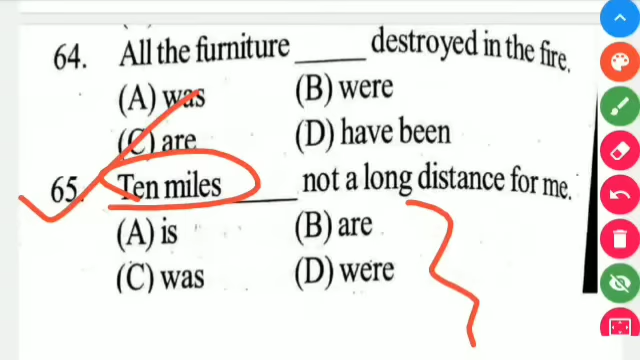 64. All the furniture _____ destroyed in the fire.
(A) was (B) were
(C) are (D) have been
65. Ten miles _____ not a long distance for me.
(A) is (B) are
(C) was (D) were